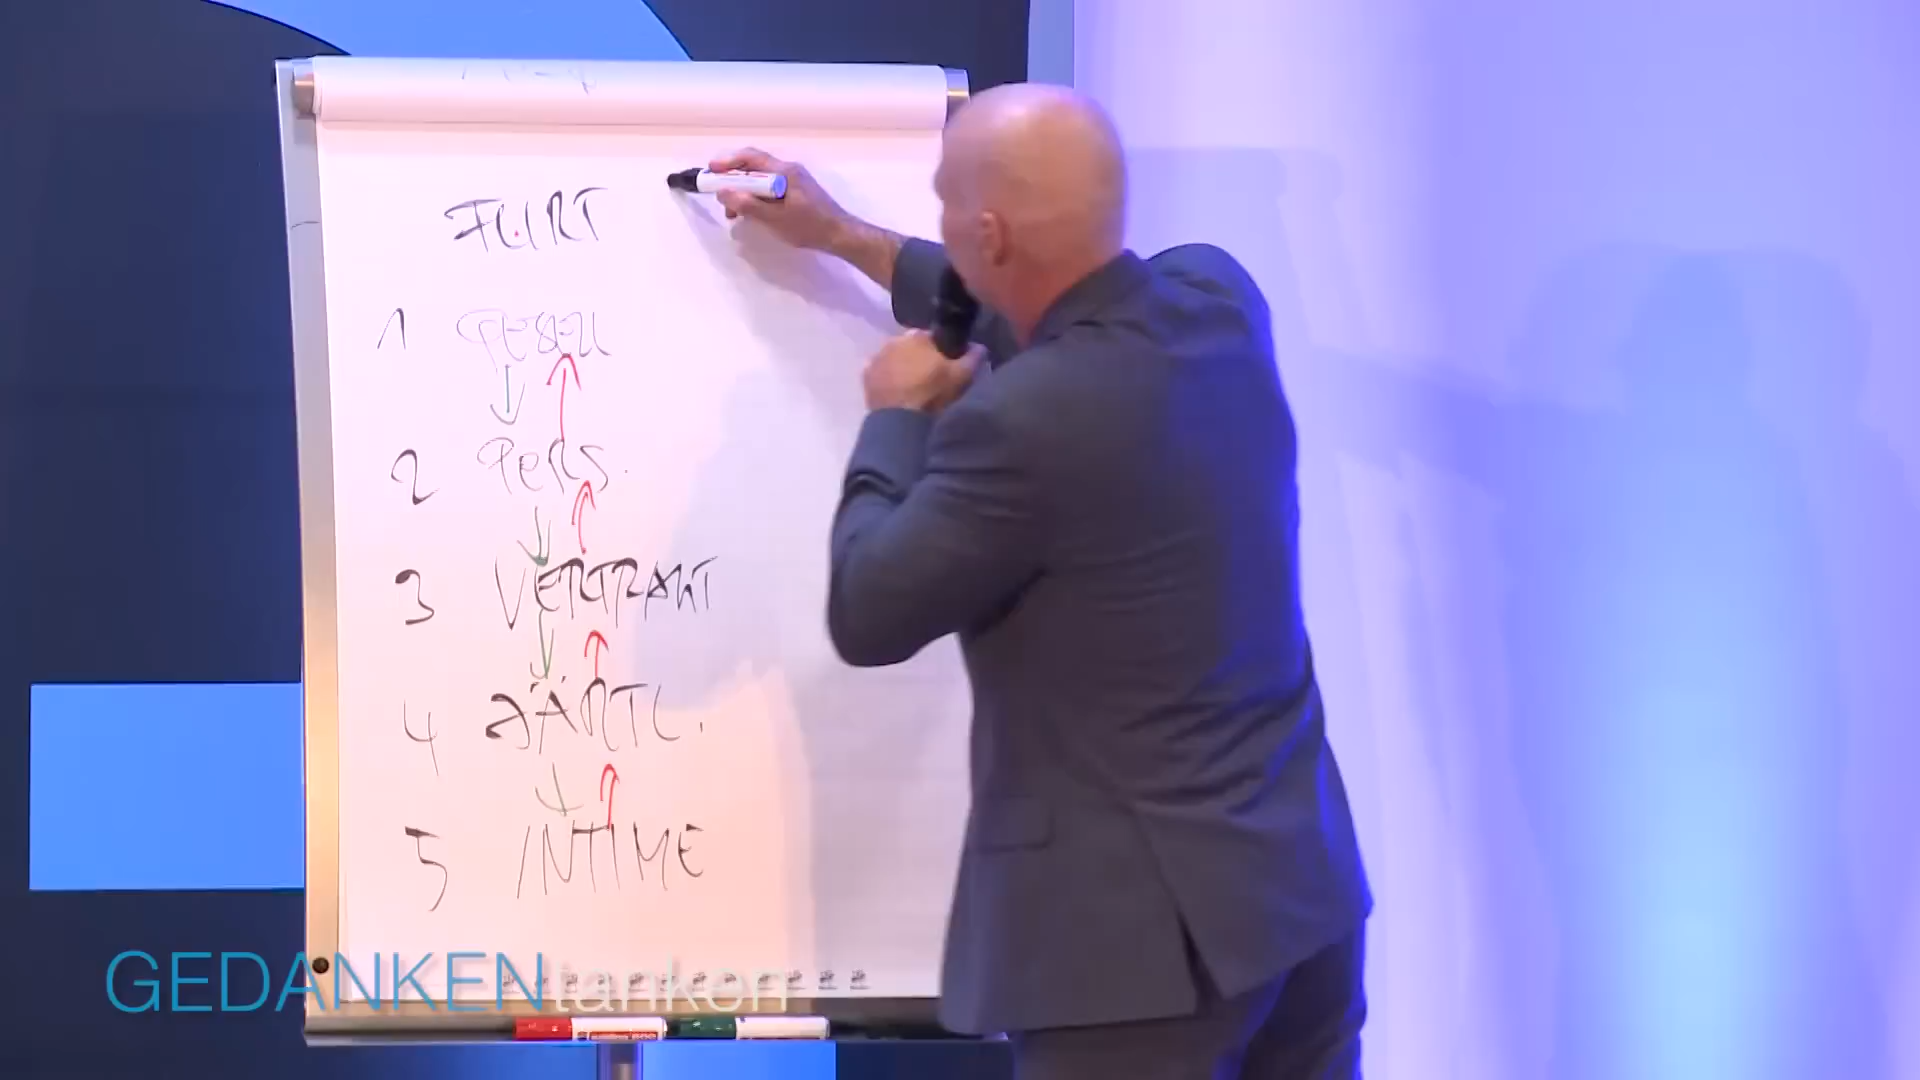 FLIRT
1 GESELL
2 PERS.
3 VERTRAUT
4 ZÄRTL.
5 INTIME
GEDANKENtanken